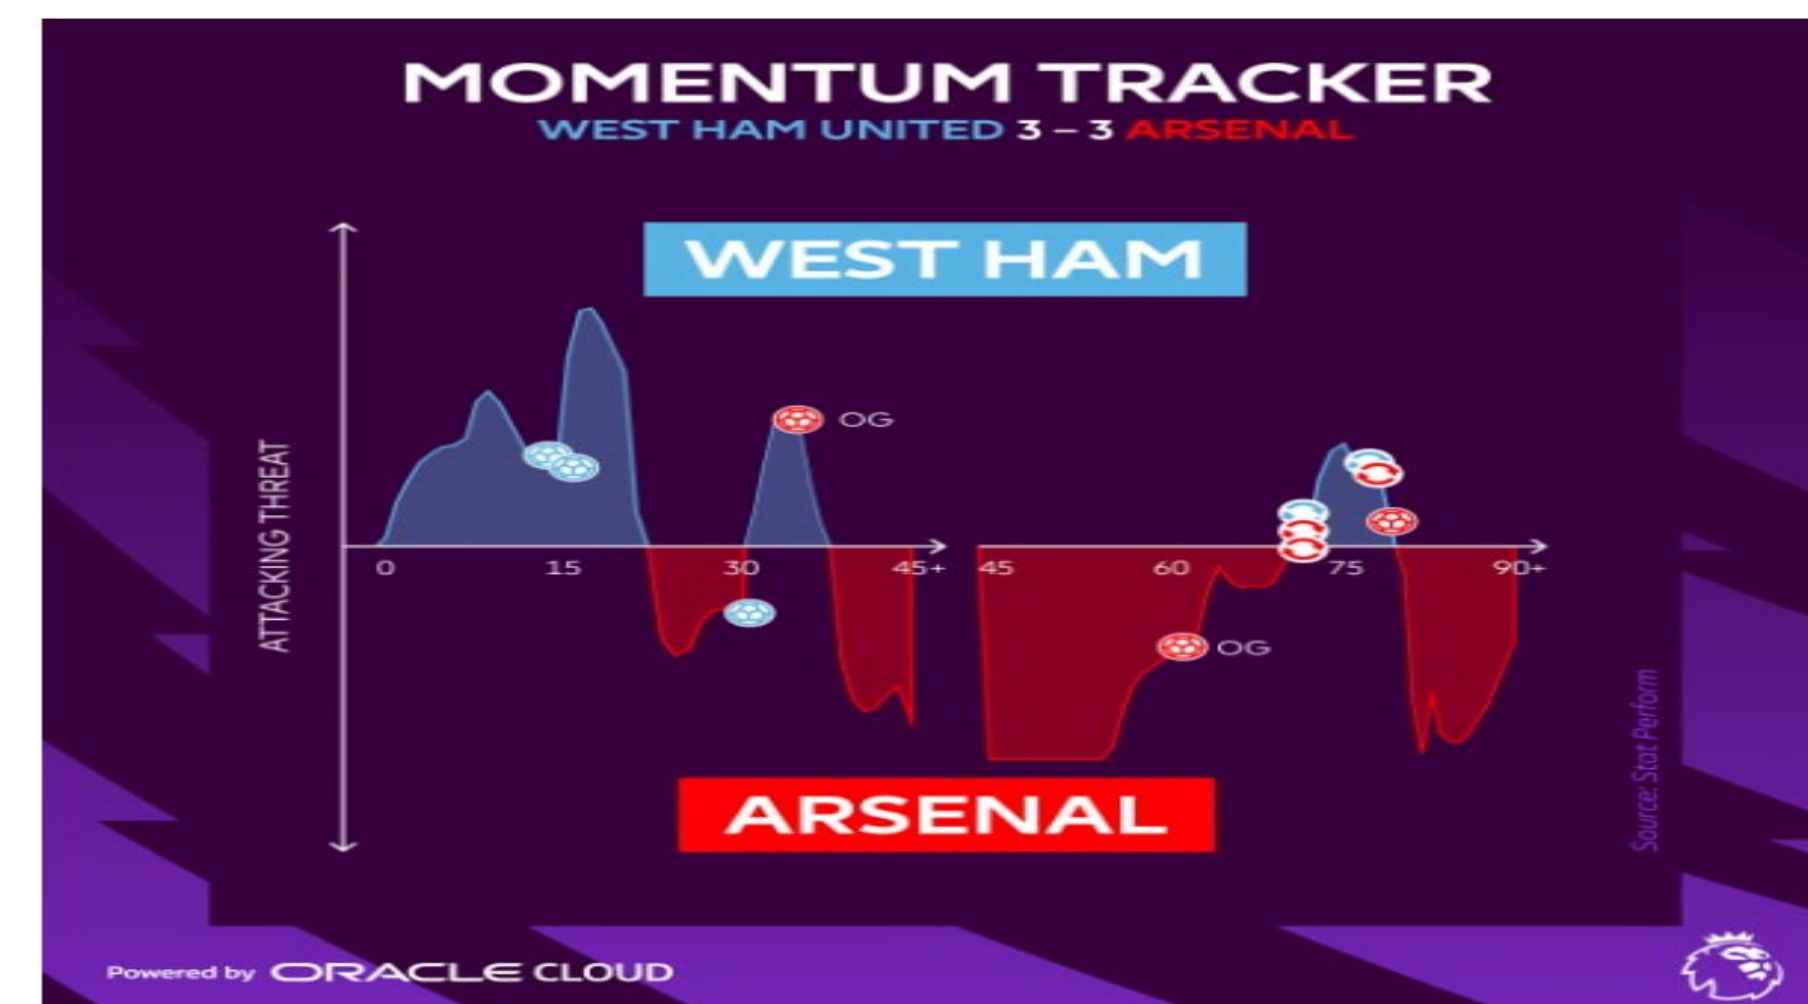 MOMENTUM TRACKER
WEST HAM UNITED 3 – 3 ARSENAL
WEST HAM
ATTACKING THREAT
OG
0 15 30 45+ 45 60 75 90+
OG
ARSENAL
Source: Stat Perform
Powered by ORACLE CLOUD